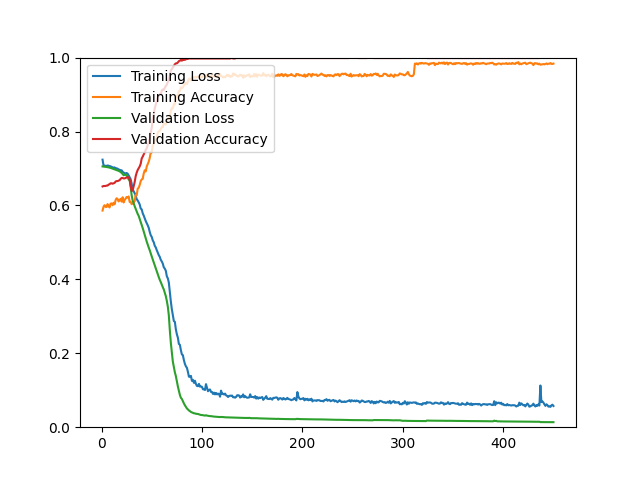 1.0
0.8
0.6
0.4
0.2
0.0
Training Loss
Training Accuracy
Validation Loss
Validation Accuracy
0 100 200 300 400